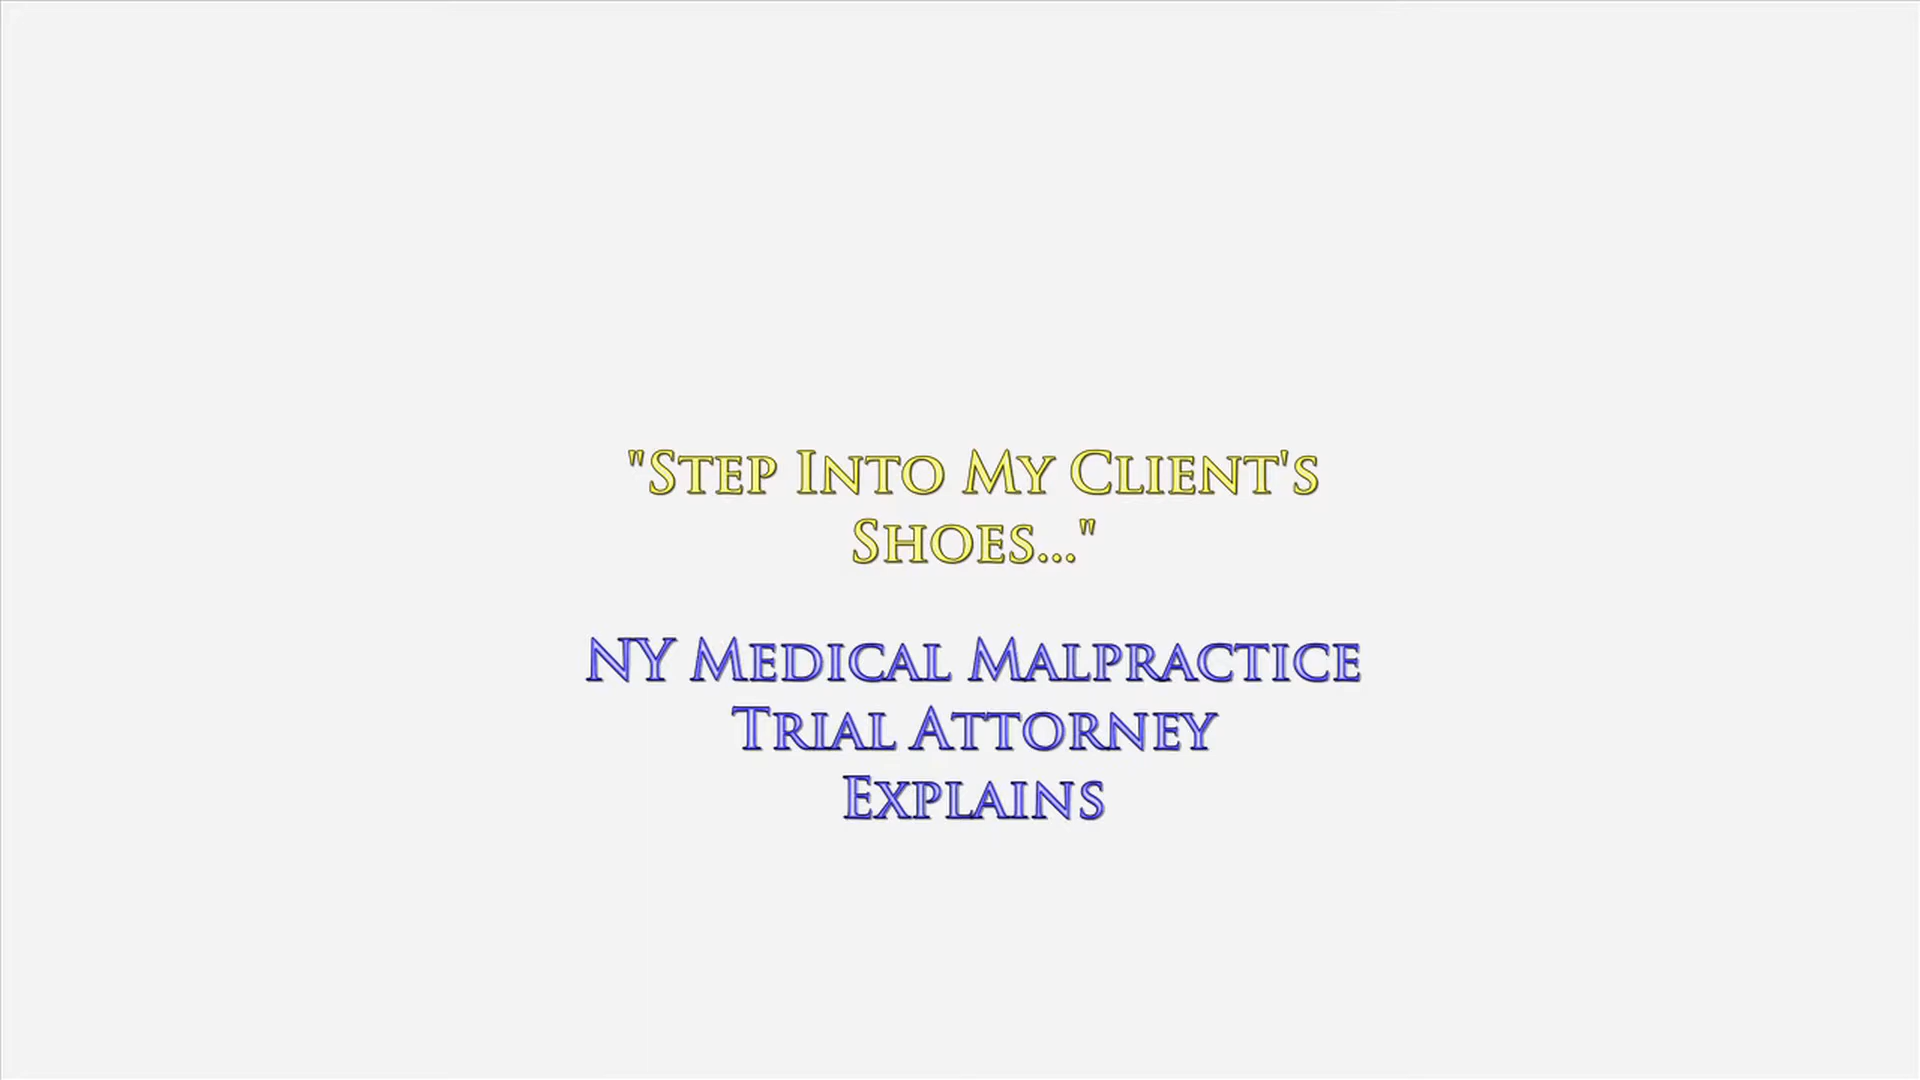 "Step Into My Client's
Shoes..."
NY Medical Malpractice
Trial Attorney
Explains